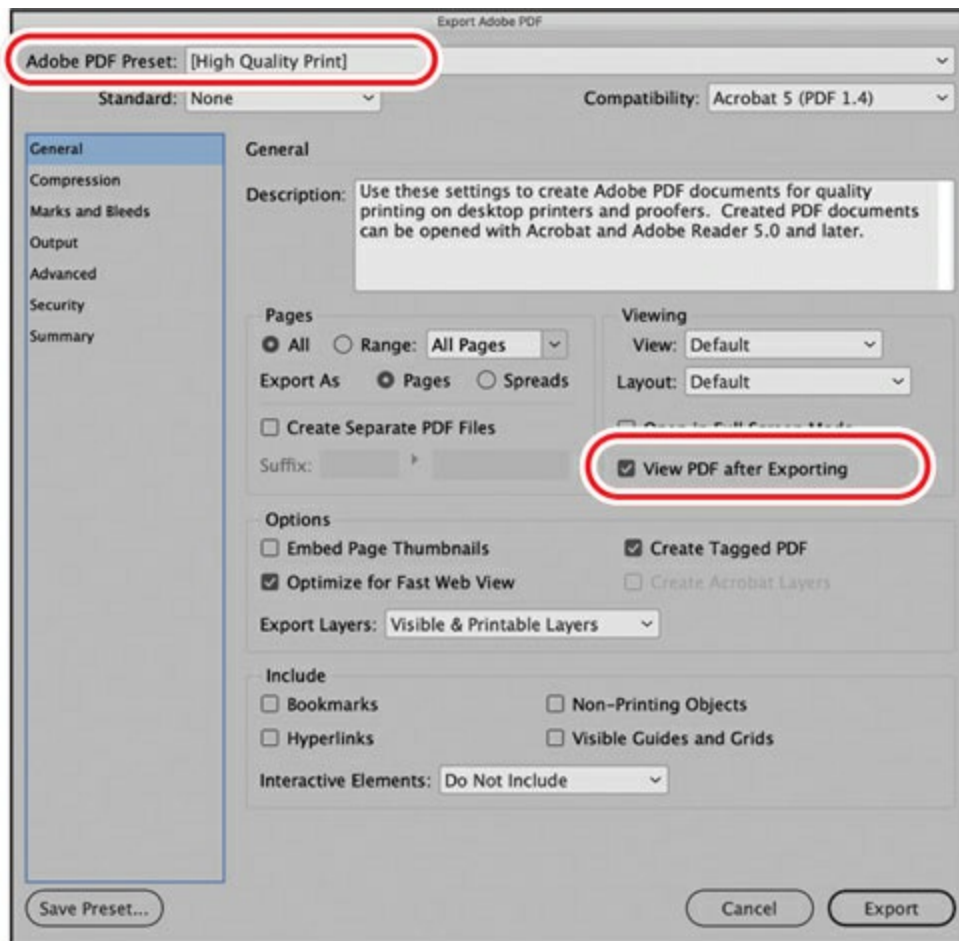 Export Adobe PDF
Adobe PDF Preset: [High Quality Print]
Standard: None
Compatibility: Acrobat 5 (PDF 1.4)
General
Compression
Marks and Bleeds
Output
Advanced
Security
Summary
General
Description: Use these settings to create Adobe PDF documents for quality
printing on desktop printers and proofers. Created PDF documents
can be opened with Acrobat and Adobe Reader 5.0 and later.
Pages
All Range: All Pages
Export As Pages Spreads
Create Separate PDF Files
Suffix:
Viewing
View: Default
Layout: Default
Open in Full Screen Mode
View PDF after Exporting
Options
Embed Page Thumbnails
Create Tagged PDF
Optimize for Fast Web View
Create Acrobat Layers
Export Layers: Visible & Printable Layers
Include
Bookmarks
Non-Printing Objects
Hyperlinks
Visible Guides and Grids
Interactive Elements: Do Not Include
Save Preset...
Cancel
Export